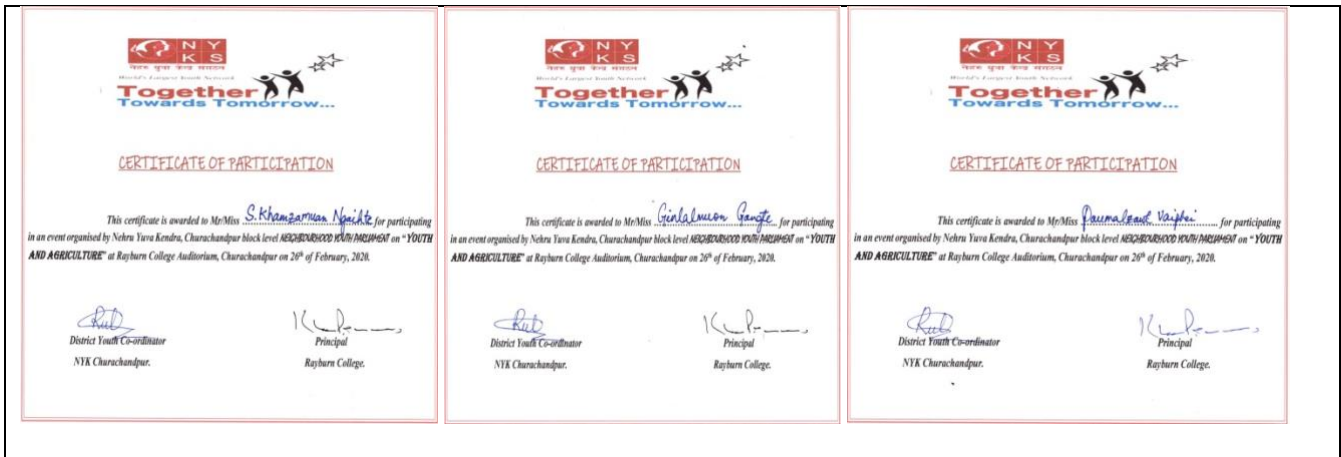 N Y
K S
नेहरू युवा केन्द्र संगठन
World's Largest Youth Network
Together
Towards Tomorrow...
CERTIFICATE OF PARTICIPATION
This certificate is awarded to Mr/Miss S. Khamzamuan Ngaihte for participating
in an event organised by Nehru Yuva Kendra, Churachandpur block level NEIGHBOURHOOD YOUTH PARLIAMENT on "YOUTH
AND AGRICULTURE" at Rayburn College Auditorium, Churachandpur on 26th of February, 2020.
District Youth Co-ordinator
Principal
NYK Churachandpur.
Rayburn College.
N Y
K S
नेहरू युवा केन्द्र संगठन
World's Largest Youth Network
Together
Towards Tomorrow...
CERTIFICATE OF PARTICIPATION
This certificate is awarded to Mr/Miss Ginlalmuon Gangte for participating
in an event organised by Nehru Yuva Kendra, Churachandpur block level NEIGHBOURHOOD YOUTH PARLIAMENT on "YOUTH
AND AGRICULTURE" at Rayburn College Auditorium, Churachandpur on 26th of February, 2020.
District Youth Co-ordinator
Principal
NYK Churachandpur.
Rayburn College.
N Y
K S
नेहरू युवा केन्द्र संगठन
World's Largest Youth Network
Together
Towards Tomorrow...
CERTIFICATE OF PARTICIPATION
This certificate is awarded to Mr/Miss Vaiphei for participating
in an event organised by Nehru Yuva Kendra, Churachandpur block level NEIGHBOURHOOD YOUTH PARLIAMENT on "YOUTH
AND AGRICULTURE" at Rayburn College Auditorium, Churachandpur on 26th of February, 2020.
District Youth Co-ordinator
Principal
NYK Churachandpur.
Rayburn College.